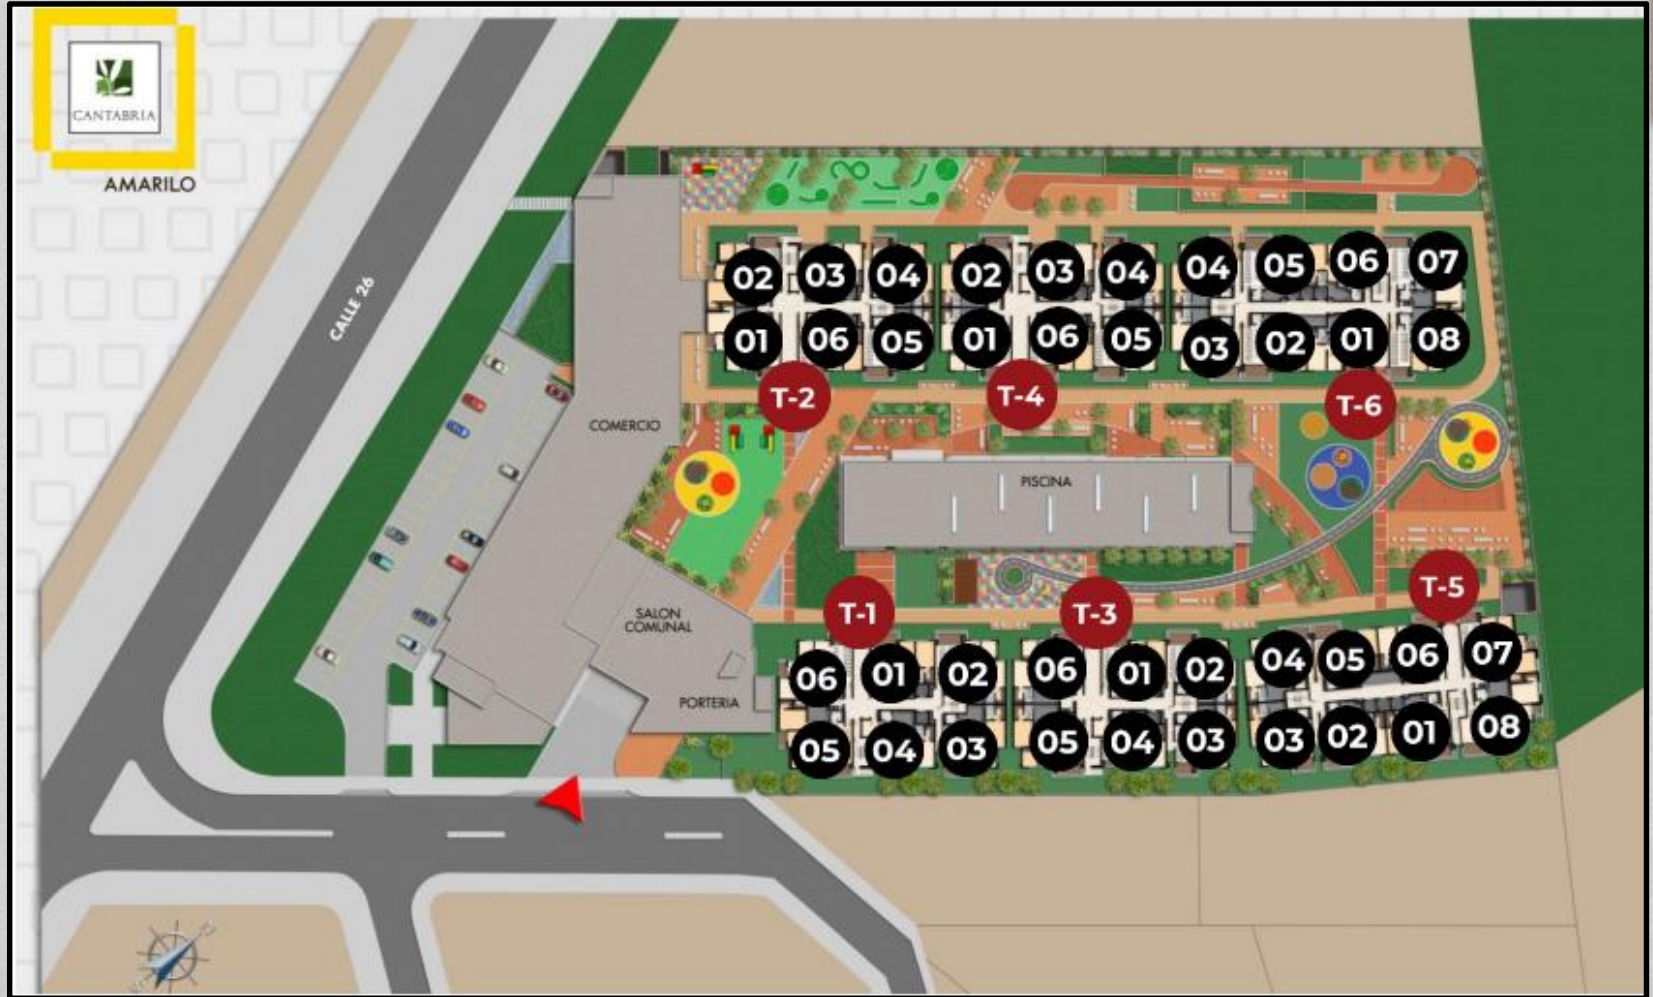 CANTABRIA
AMARILO
CALLE 26
02 03 04 02 03 04 04 05 06 07
01 06 05 01 06 05 03 02 01 08
T-2 T-4 T-6
COMERCIO
PISCINA
T-1 T-3 T-5
SALON
COMUNAL
06 01 02 06 01 02 04 05 06 07
PORTERIA
05 04 03 05 04 03 03 02 01 08